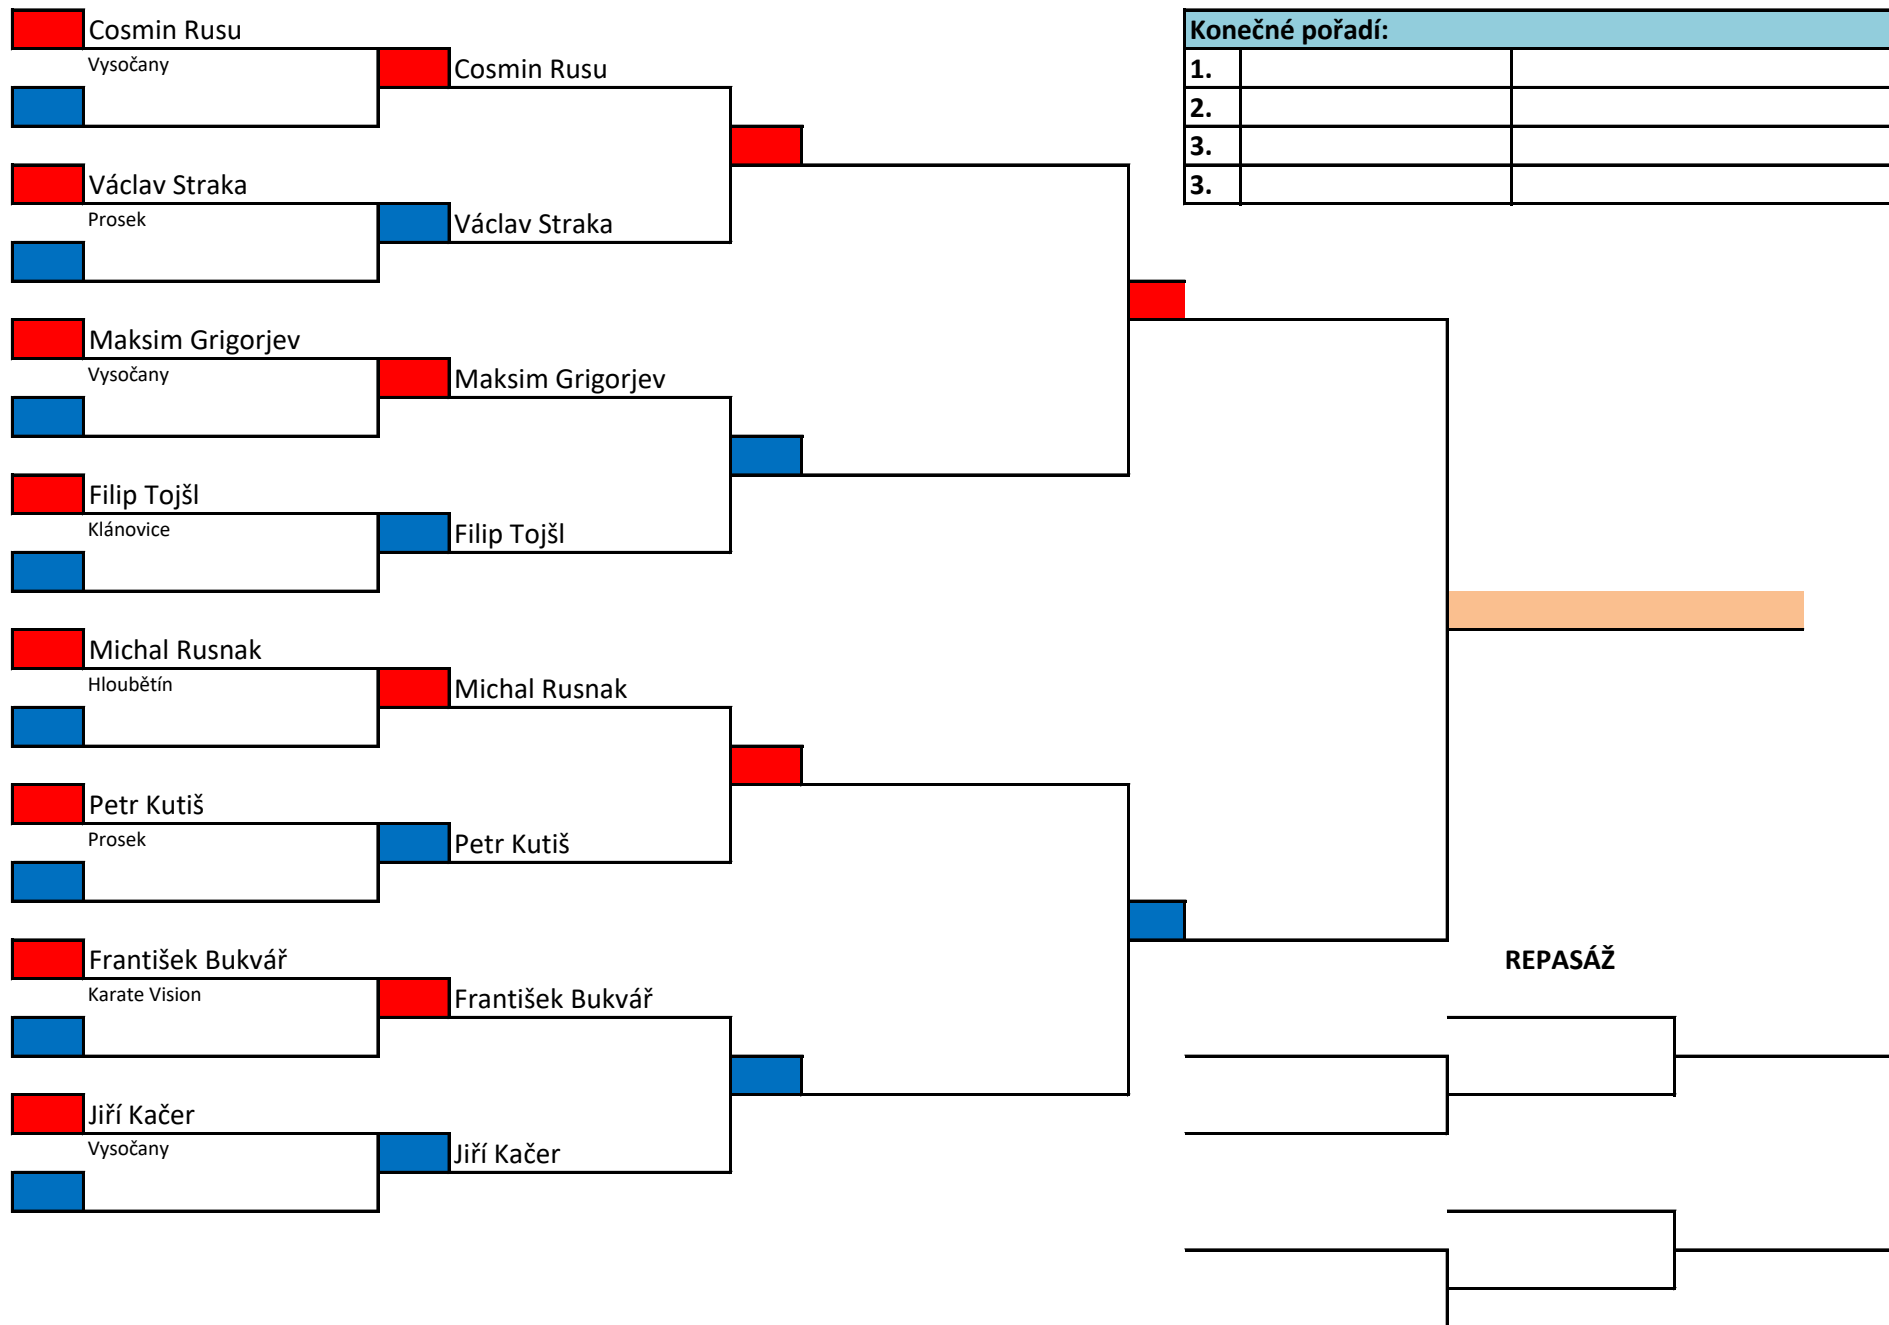 Cosmin Rusu
Vysočany
Cosmin Rusu
Václav Straka
Prosek
Václav Straka
Maksim Grigorjev
Vysočany
Maksim Grigorjev
Filip Tojšl
Klánovice
Filip Tojšl
Michal Rusnak
Hloubětín
Michal Rusnak
Petr Kutiš
Prosek
Petr Kutiš
František Bukvář
Karate Vision
František Bukvář
Jiří Kačer
Vysočany
Jiří Kačer
Konečné pořadí:
1.
2.
3.
3.
REPASÁŽ